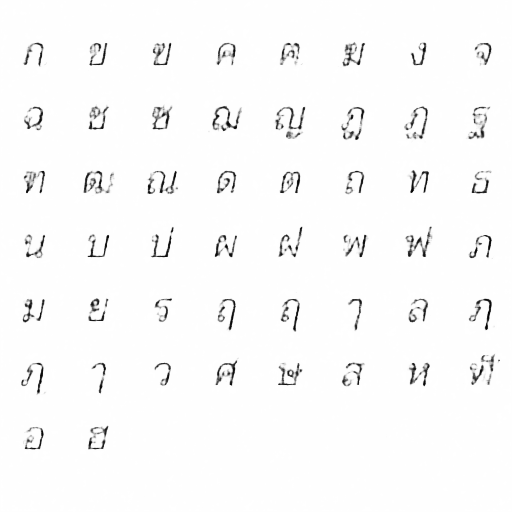 ก ข ฃ ค ฅ ฆ ง จ
ฉ ช ซ ฌ ญ ฎ ฏ ฐ
ฑ ฒ ณ ด ต ถ ท ธ
น บ ป ผ ฝ พ ฟ ภ
ม ย ร ฤ ฤ ๅ ล ฦ
ฦ ๅ ว ศ ษ ส ห ฬ
อ ฮ